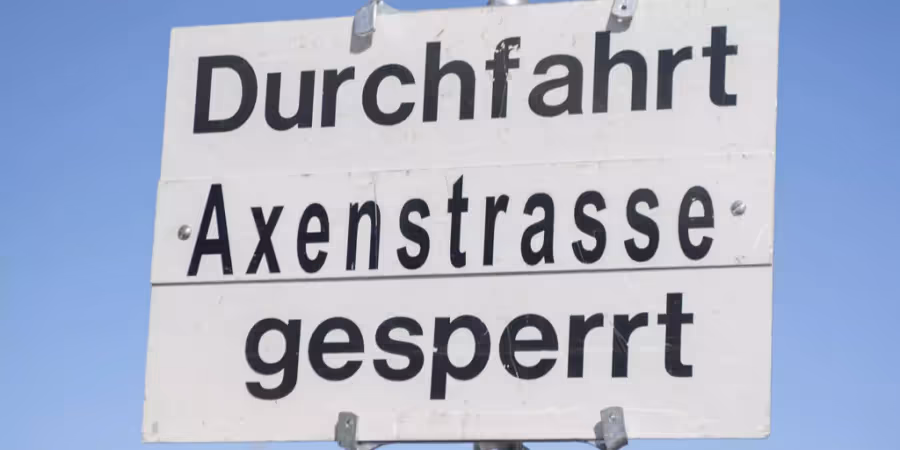 Durchfahrt
Axenstrasse
gesperrt